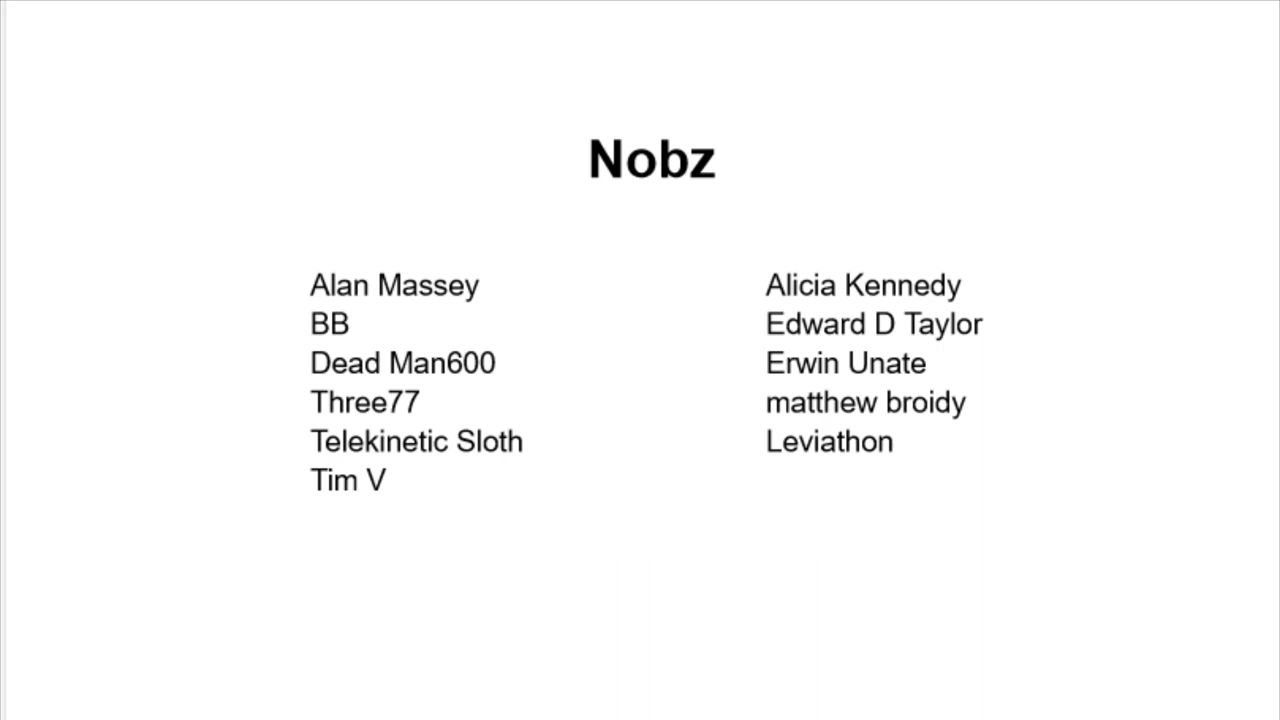 Nobz
Alan Massey
BB
Dead Man600
Three77
Telekinetic Sloth
Tim V
Alicia Kennedy
Edward D Taylor
Erwin Unate
matthew broidy
Leviathon